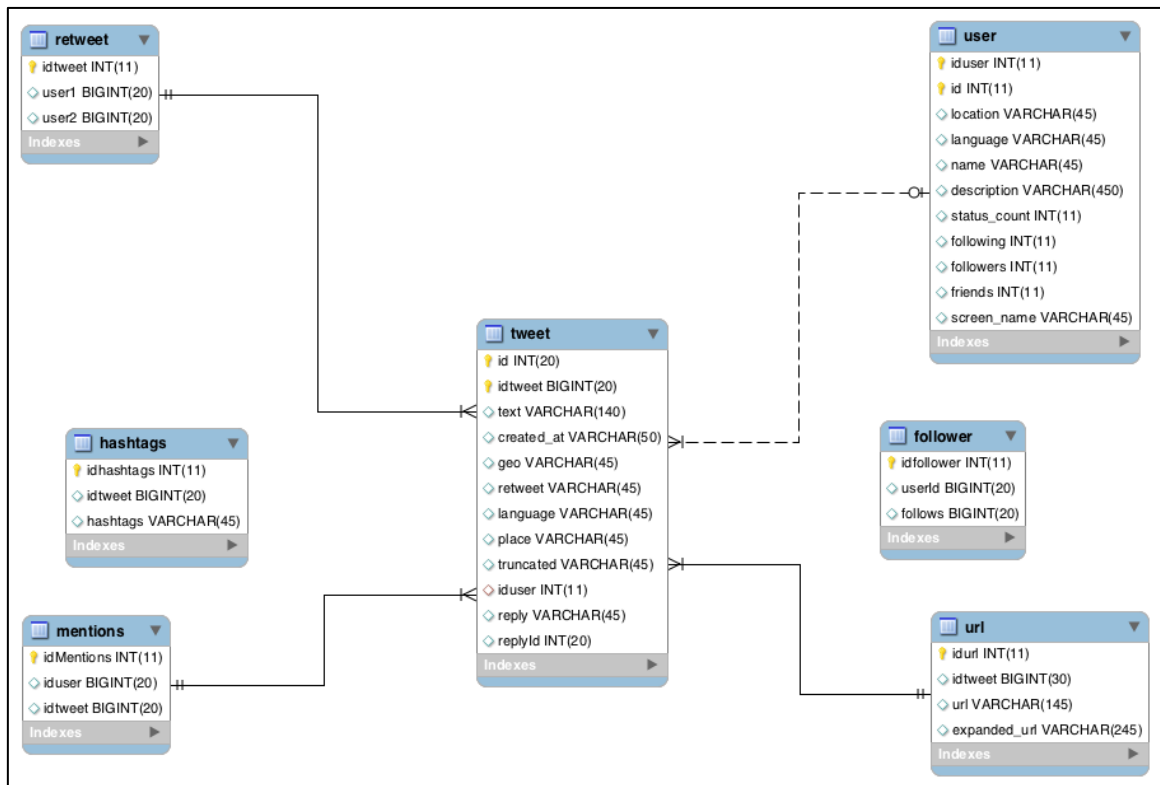 retweet
idtweet INT(11)
user1 BIGINT(20)
user2 BIGINT(20)
Indexes
user
iduser INT(11)
id INT(11)
location VARCHAR(45)
language VARCHAR(45)
name VARCHAR(45)
description VARCHAR(450)
status_count INT(11)
following INT(11)
followers INT(11)
friends INT(11)
screen_name VARCHAR(45)
Indexes
tweet
id INT(20)
idtweet BIGINT(20)
text VARCHAR(140)
created_at VARCHAR(50)
geo VARCHAR(45)
retweet VARCHAR(45)
language VARCHAR(45)
place VARCHAR(45)
truncated VARCHAR(45)
iduser INT(11)
reply VARCHAR(45)
replyId INT(20)
Indexes
hashtags
idhashtags INT(11)
idtweet BIGINT(20)
hashtags VARCHAR(45)
Indexes
follower
idfollower INT(11)
userId BIGINT(20)
follows BIGINT(20)
Indexes
mentions
idMentions INT(11)
iduser BIGINT(20)
idtweet BIGINT(20)
Indexes
url
idurl INT(11)
idtweet BIGINT(30)
url VARCHAR(145)
expanded_url VARCHAR(245)
Indexes